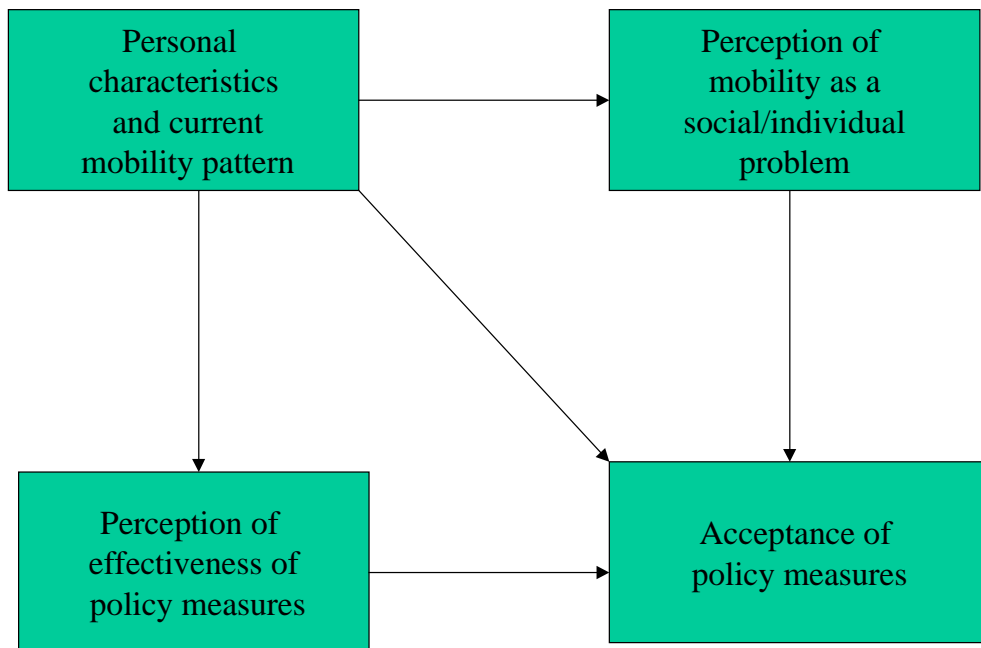 Personal
characteristics
and current
mobility pattern
Perception of
mobility as a
social/individual
problem
Perception of
effectiveness of
policy measures
Acceptance of
policy measures